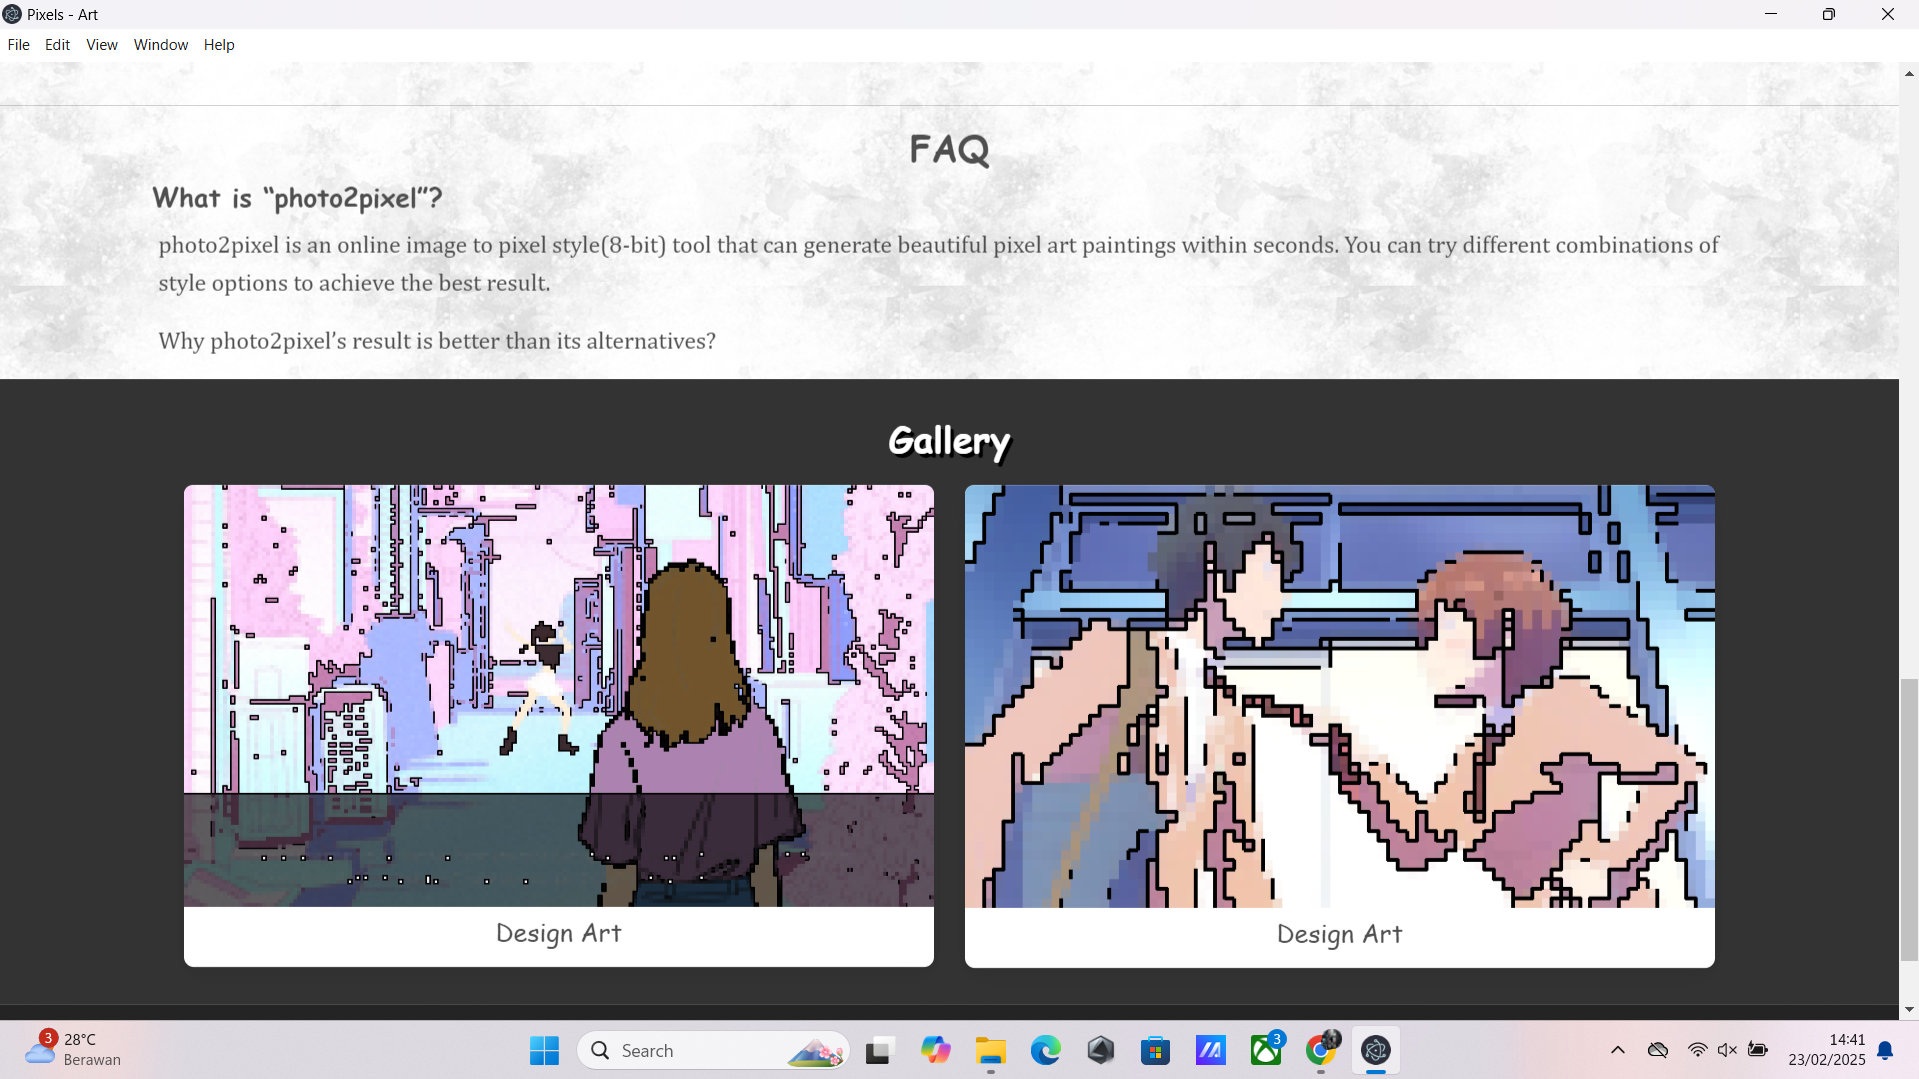 Pixels - Art
File Edit View Window Help
FAQ
What is “photo2pixel”?
photo2pixel is an online image to pixel style(8-bit) tool that can generate beautiful pixel art paintings within seconds. You can try different combinations of
style options to achieve the best result.
Why photo2pixel’s result is better than its alternatives?
Gallery
Design Art
Design Art
3
28°C
Berawan
Search
3
14:41
23/02/2025